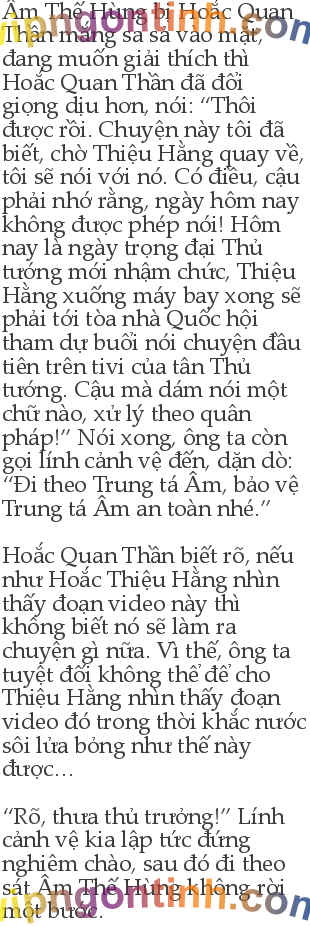 Âm Thế Hùng bị Hoắc Quan
Thần mắng sa sả vào mặt,
đang muốn giải thích thì
Hoắc Quan Thần đã đổi
giọng dịu hơn, nói: “Thôi
được rồi. Chuyện này tôi đã
biết, chờ Thiệu Hằng quay về,
tôi sẽ nói với nó. Có điều, cậu
phải nhớ rằng, ngày hôm nay
không được phép nói! Hôm
nay là ngày trọng đại Thủ
tướng mới nhậm chức, Thiệu
Hằng xuống máy bay xong sẽ
phải tới tòa nhà Quốc hội
tham dự buổi nói chuyện đầu
tiên trên tivi của tân Thủ
tướng. Cậu mà dám nói một
chữ nào, xử lý theo quân
pháp!” Nói xong, ông ta còn
gọi lính cảnh vệ đến, dặn dò:
“Đi theo Trung tá Âm, bảo vệ
Trung tá Âm an toàn nhé.”
Hoắc Quan Thần biết rõ, nếu
như Hoắc Thiệu Hằng nhìn
thấy đoạn video này thì
không biết nó sẽ làm ra
chuyện gì nữa. Vì thế, ông ta
tuyệt đối không thể để cho
Thiệu Hằng nhìn thấy đoạn
video đó trong thời khắc nước
sôi lửa bỏng như thế này
được…
“Rõ, thưa thủ trưởng!” Lính
cảnh vệ kia lập tức đứng
nghiêm chào, sau đó đi theo
sát Âm Thế Hùng không rời
một bước.
vipngontinh.com
vipngontinh.com